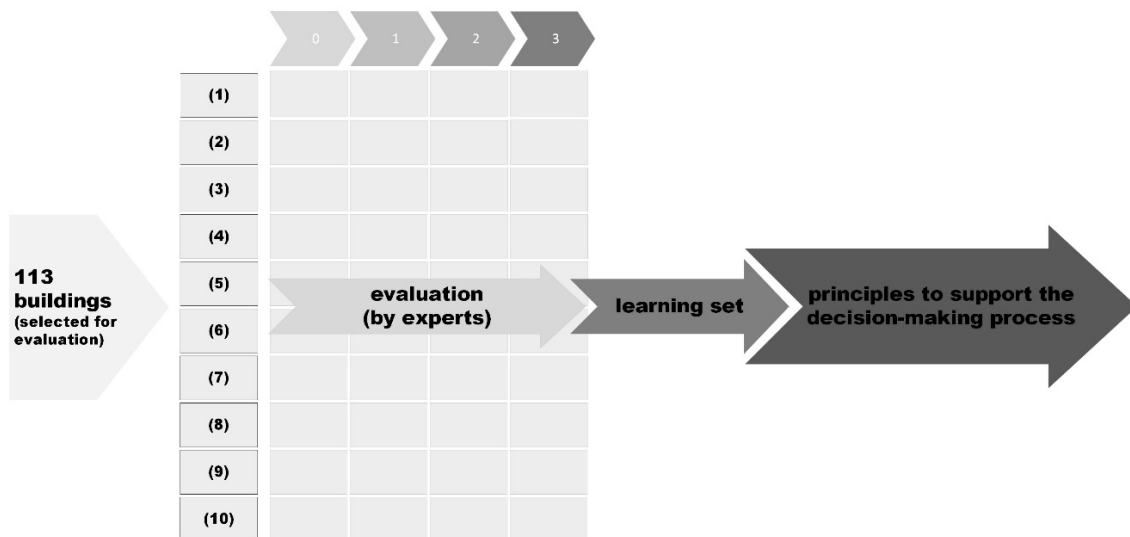 0 1 2 3
(1)
(2)
(3)
(4)
(5)
(6)
(7)
(8)
(9)
(10)
113
buildings
(selected for
evaluation)
evaluation
(by experts)
learning set
principles to support the
decision-making process